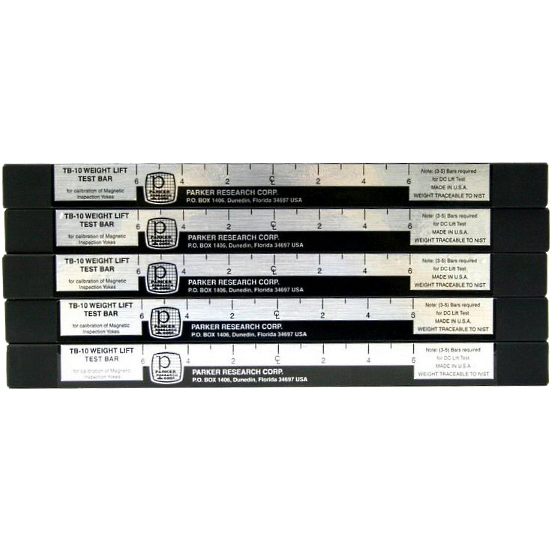 TB-10 WEIGHT LIFT
TEST BAR
for calibration of Magnetic
Inspection Yokes
6 4 2 ℄ 2 4 6
P
PARKER
PARKER RESEARCH CORP.
P.O. BOX 1406, Dunedin, Florida 34697 USA
Note: (3-5) Bars required
for DC Lift Test
MADE IN U.S.A.
WEIGHT TRACEABLE TO NIST
TB-10 WEIGHT LIFT
TEST BAR
for calibration of Magnetic
Inspection Yokes
6 4 2 ℄ 2 4 6
P
PARKER
PARKER RESEARCH CORP.
P.O. BOX 1406, Dunedin, Florida 34697 USA
Note: (3-5) Bars required
for DC Lift Test
MADE IN U.S.A.
WEIGHT TRACEABLE TO NIST
TB-10 WEIGHT LIFT
TEST BAR
for calibration of Magnetic
Inspection Yokes
6 4 2 ℄ 2 4 6
P
PARKER
PARKER RESEARCH CORP.
P.O. BOX 1406, Dunedin, Florida 34697 USA
Note: (3-5) Bars required
for DC Lift Test
MADE IN U.S.A.
WEIGHT TRACEABLE TO NIST
TB-10 WEIGHT LIFT
TEST BAR
for calibration of Magnetic
Inspection Yokes
6 4 2 ℄ 2 4 6
P
PARKER
PARKER RESEARCH CORP.
P.O. BOX 1406, Dunedin, Florida 34697 USA
Note: (3-5) Bars required
for DC Lift Test
MADE IN U.S.A.
WEIGHT TRACEABLE TO NIST
TB-10 WEIGHT LIFT
TEST BAR
for calibration of Magnetic
Inspection Yokes
6 4 2 ℄ 2 4 6
P
PARKER
PARKER RESEARCH CORP.
P.O. BOX 1406, Dunedin, Florida 34697 USA
Note: (3-5) Bars required
for DC Lift Test
MADE IN U.S.A
WEIGHT TRACEABLE TO NIST